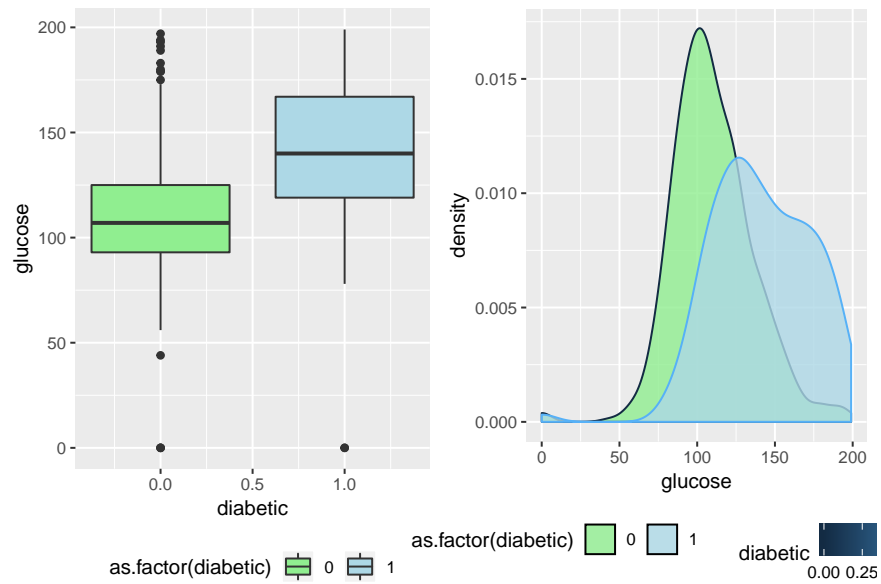 200
150
100
50
0
glucose
0.0 0.5 1.0
diabetic
as.factor(diabetic) 0 1
0.015
0.010
0.005
0.000
density
0 50 100 150 200
glucose
as.factor(diabetic) 0 1
diabetic
0.00 0.25